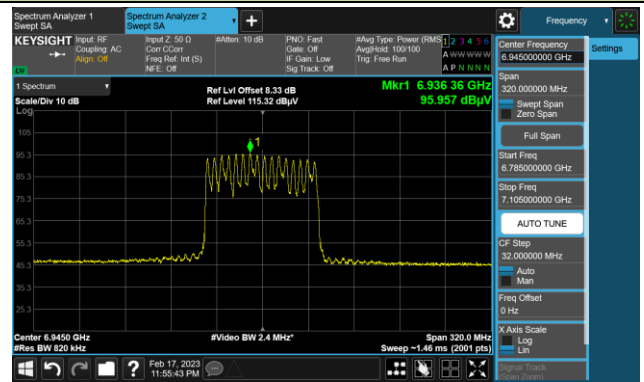 Spectrum Analyzer 1
Swept SA
Spectrum Analyzer 2
Swept SA
+
Frequency
KEYSIGHT
Input: RF
Coupling: AC
Align: Off
Input Z: 50 Ω
Corr CCorr
Freq Ref: Int (S)
NFE: Off
#Atten: 10 dB
PNO: Fast
Gate: Off
IF Gain: Low
Sig Track: Off
#Avg Type: Power (RMS
Avg|Hold: 100/100
Trig: Free Run
1 2 3 4 5 6
A W W W W W
A P N N N N
1 Spectrum
Scale/Div 10 dB
Log
Ref Lvl Offset 8.33 dB
Ref Level 115.32 dBµV
Mkr1 6.936 36 GHz
95.957 dBµV
105
95.3
85.3
75.3
65.3
55.3
45.3
35.3
25.3
1
Center 6.9450 GHz
#Res BW 820 kHz
#Video BW 2.4 MHz*
Span 320.0 MHz
Sweep ~1.46 ms (2001 pts)
Center Frequency
6.945000000 GHz
Settings
Span
320.000000 MHz
Swept Span
Zero Span
Full Span
Start Freq
6.785000000 GHz
Stop Freq
7.105000000 GHz
AUTO TUNE
CF Step
32.000000 MHz
Auto
Man
Freq Offset
0 Hz
X Axis Scale
Log
Lin
Signal Track
(Span Zoom)
?
Feb 17, 2023
11:55:43 PM